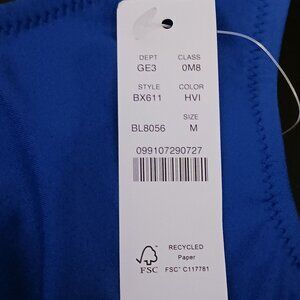 DEPT CLASS
GE3 0M8
STYLE COLOR
BX611 HVI
SIZE
BL8056 M
099107290727
RECYCLED
Paper
FSC FSC® C117781